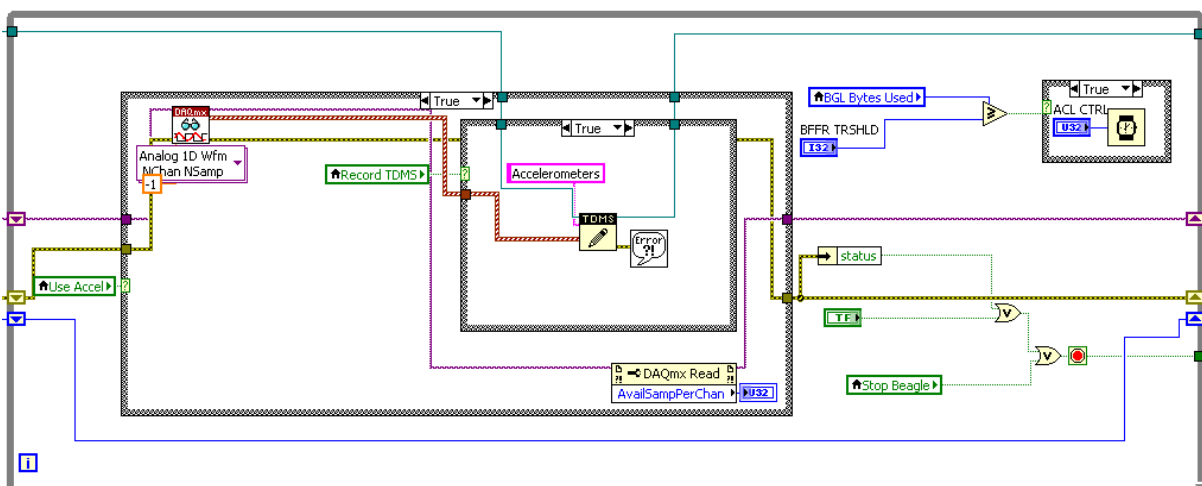 True
DAQmx
Analog 1D Wfm
NChan NSamp
-1
Record TDMS
True
Accelerometers
TDMS
Error
?!
Use Accel
DAQmx Read
?!
?!
AvailSampPerChan
U32
BGL Bytes Used
BFFR TRSHLD
I32
True
ACL CTRL
U32
?
?
?
status
TF
V
V
Stop Beagle
i